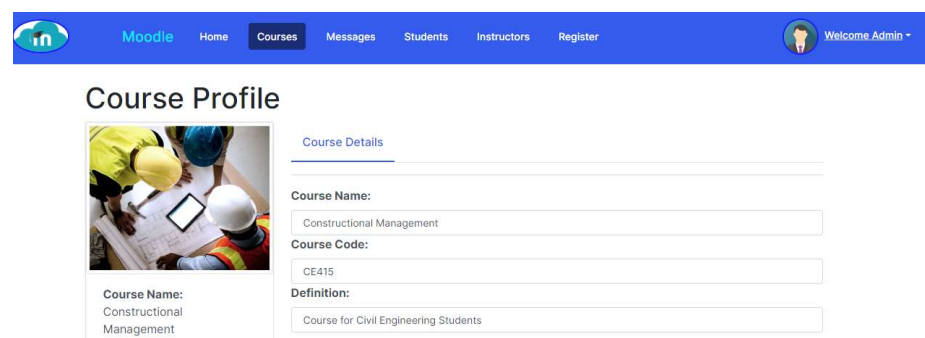 in
Moodle Home Courses Messages Students Instructors Register Welcome Admin
Course Profile
Course Details
Course Name:
Constructional Management
Course Code:
CE415
Definition:
Course for Civil Engineering Students
Course Name:
Constructional
Management